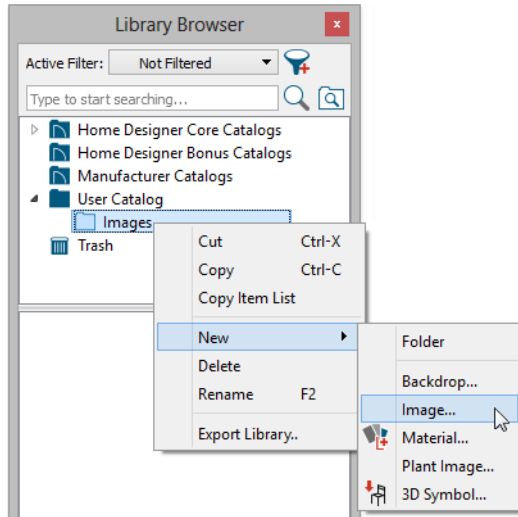 Library Browser
x
Active Filter: Not Filtered
Type to start searching...
Home Designer Core Catalogs
Home Designer Bonus Catalogs
Manufacturer Catalogs
User Catalog
Images
Trash
Cut Ctrl-X
Copy Ctrl-C
Copy Item List
New
Delete
Rename F2
Export Library..
Folder
Backdrop...
Image...
Material...
Plant Image...
3D Symbol...